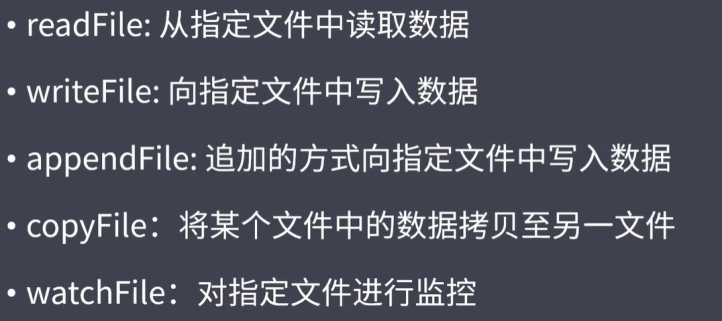 • readFile: 从指定文件中读取数据
• writeFile: 向指定文件中写入数据
• appendFile: 追加的方式向指定文件中写入数据
• copyFile：将某个文件中的数据拷贝至另一文件
• watchFile：对指定文件进行监控